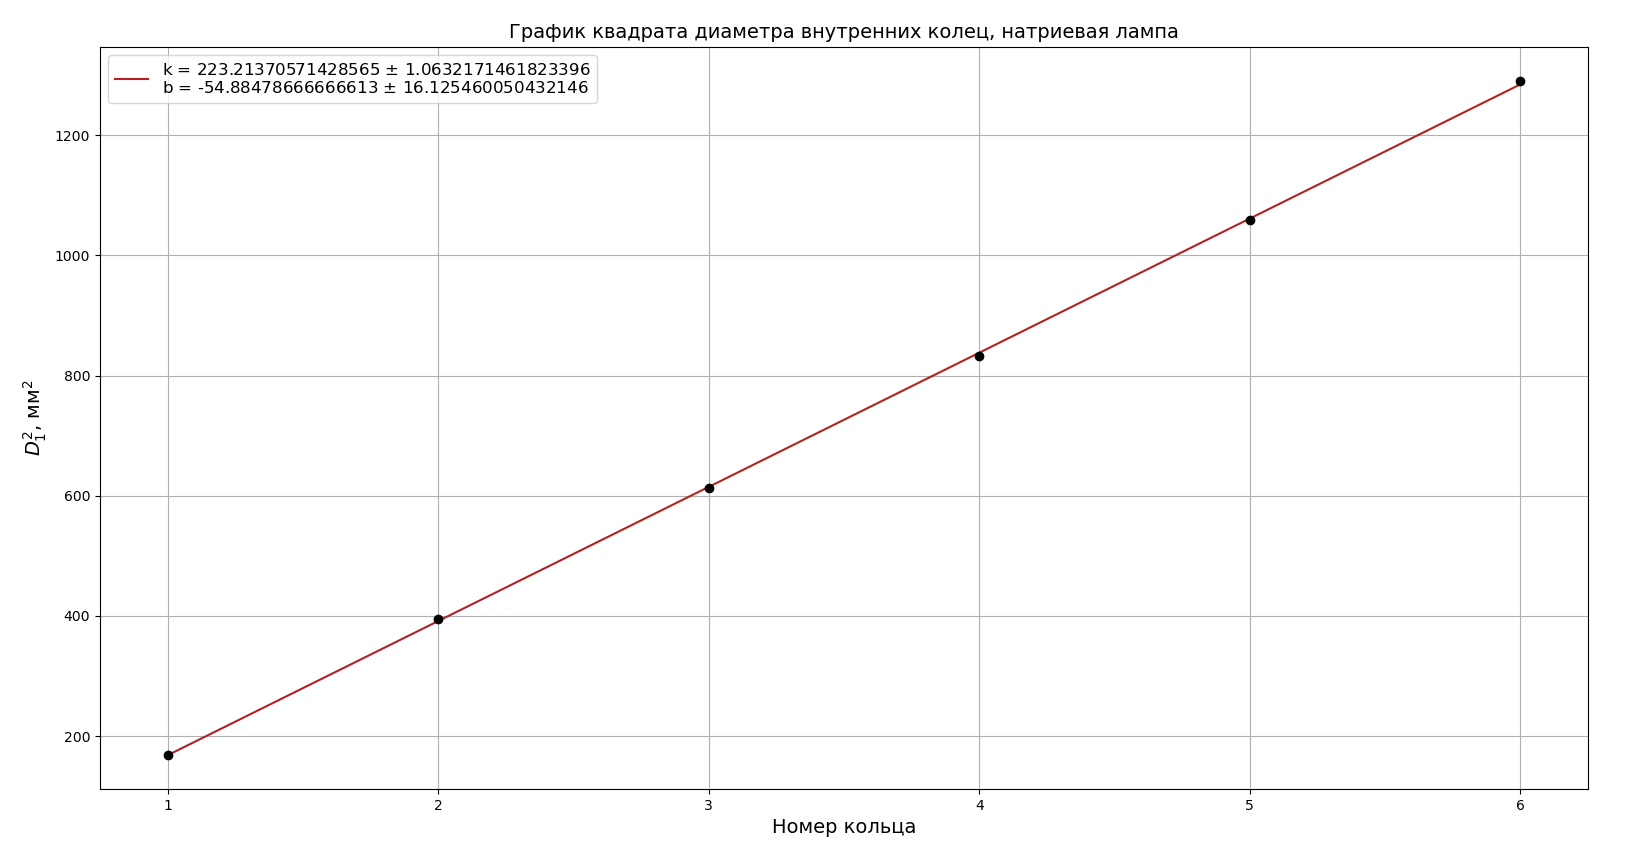 График квадрата диаметра внутренних колец, натриевая лампа
k = 223.21370571428565 ± 1.0632171461823396
b = -54.88478666666613 ± 16.125460050432146
1200
1000
800
600
400
200
D₁², мм²
1 2 3 4 5 6
Номер кольца